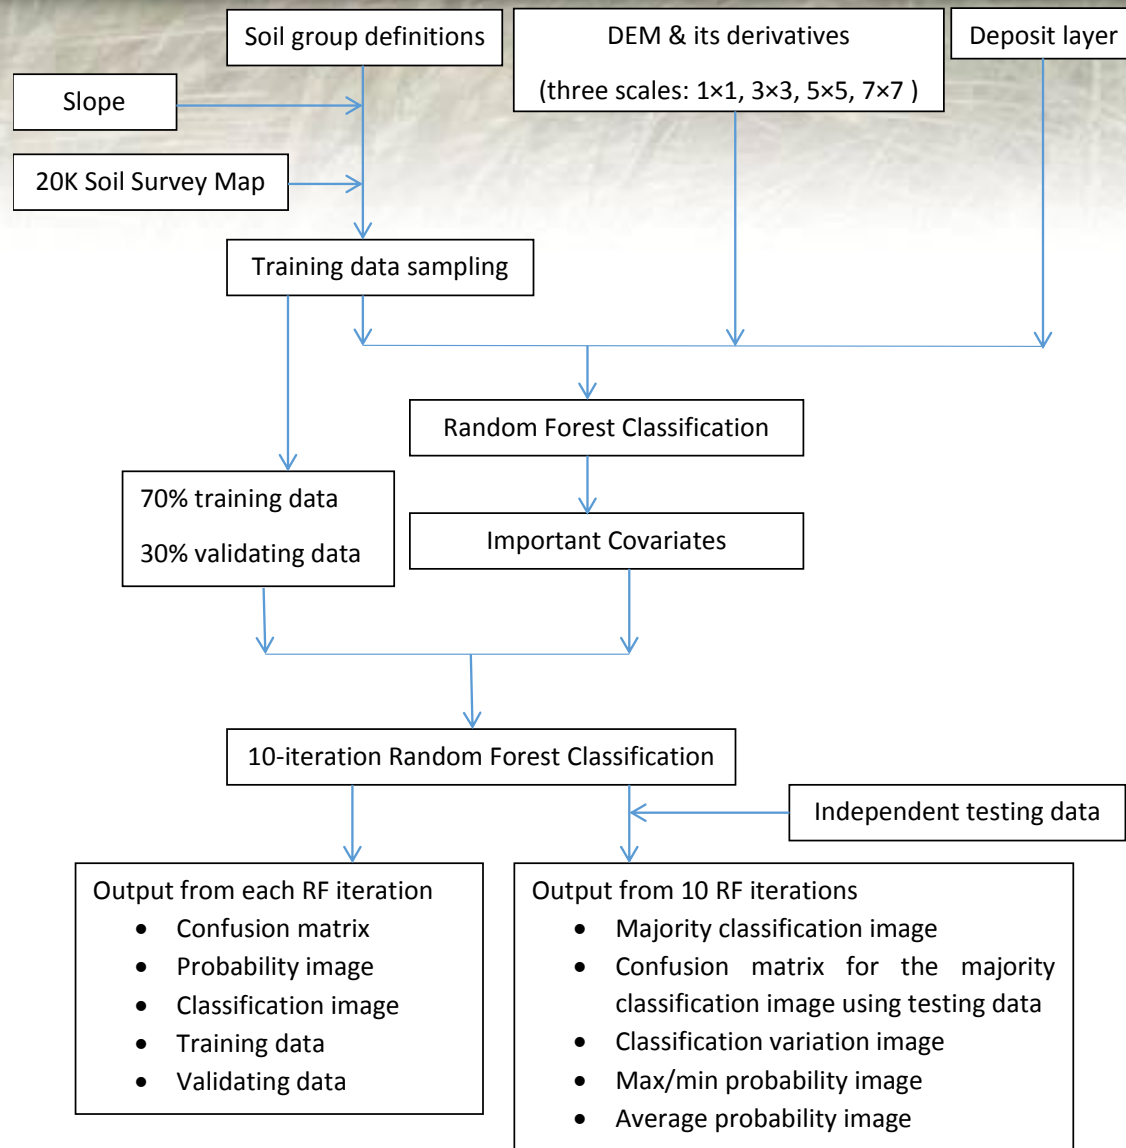 Soil group definitions
DEM & its derivatives
(three scales: 1×1, 3×3, 5×5, 7×7 )
Deposit layer
Slope
20K Soil Survey Map
Training data sampling
Random Forest Classification
70% training data
30% validating data
Important Covariates
10-iteration Random Forest Classification
Independent testing data
Output from each RF iteration
• Confusion matrix
• Probability image
• Classification image
• Training data
• Validating data
Output from 10 RF iterations
• Majority classification image
• Confusion matrix for the majority
classification image using testing data
• Classification variation image
• Max/min probability image
• Average probability image